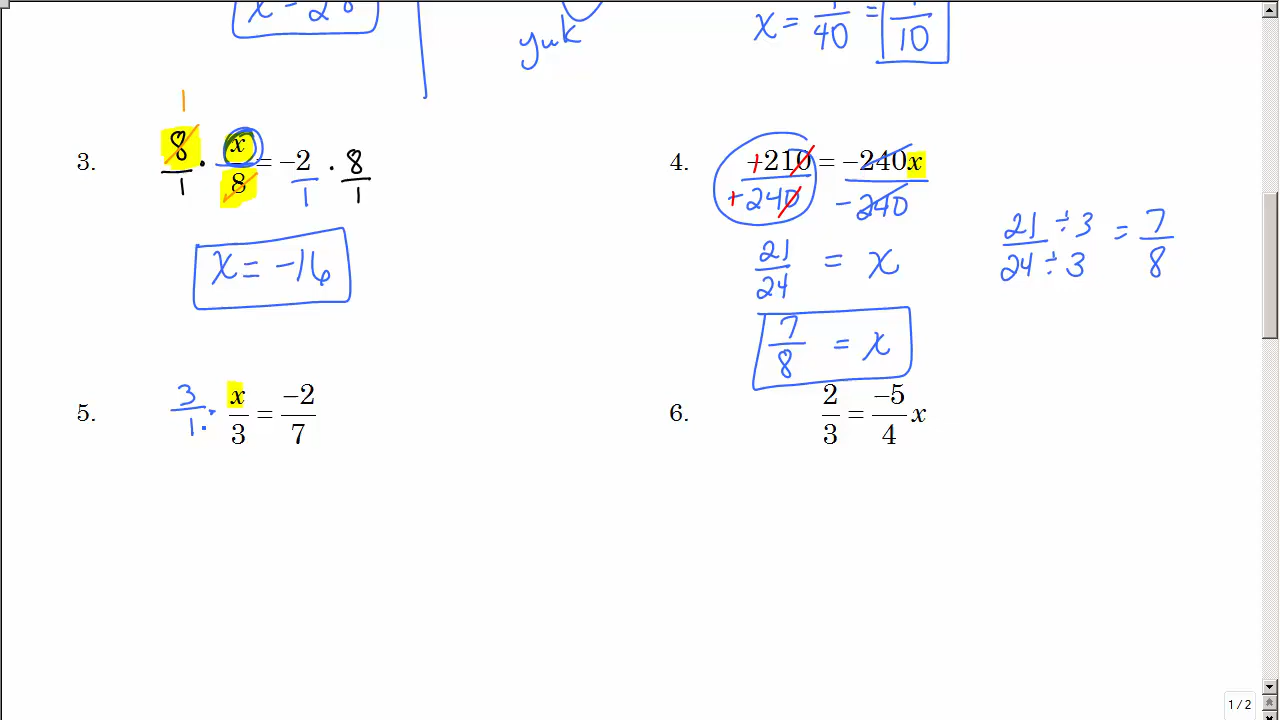 yuk
x = 1/40 = 1/10
3. 8/1 · x/8 = -2/1 · 8/1
1
x = -16
4. +210/+240 = -240x/-240
21/24 = x
21 ÷ 3/24 ÷ 3 = 7/8
7/8 = x
5. 3/1 · x/3 = -2/7
6. 2/3 = -5/4 x
1 / 2